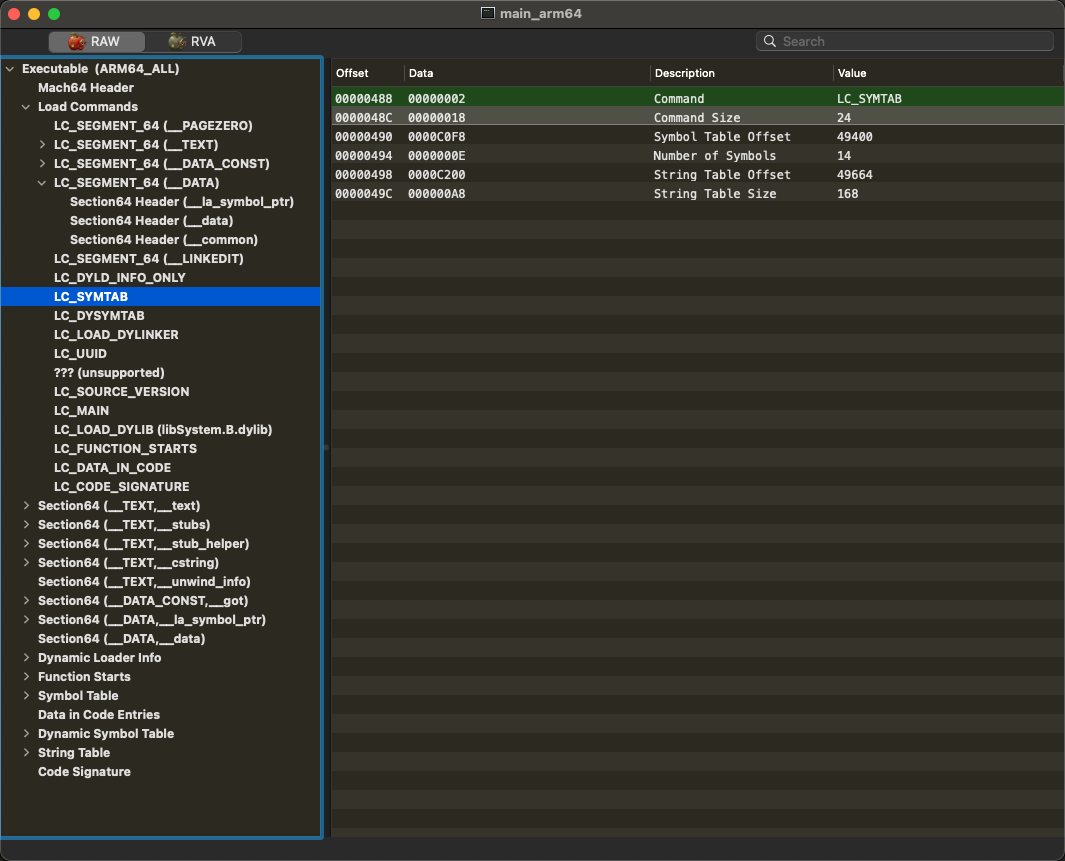 main_arm64
RAW RVA Search
Executable (ARM64_ALL)
Mach64 Header
Load Commands
LC_SEGMENT_64 (__PAGEZERO)
LC_SEGMENT_64 (__TEXT)
LC_SEGMENT_64 (__DATA_CONST)
LC_SEGMENT_64 (__DATA)
Section64 Header (__la_symbol_ptr)
Section64 Header (__data)
Section64 Header (__common)
LC_SEGMENT_64 (__LINKEDIT)
LC_DYLD_INFO_ONLY
LC_SYMTAB
LC_DYSYMTAB
LC_LOAD_DYLINKER
LC_UUID
??? (unsupported)
LC_SOURCE_VERSION
LC_MAIN
LC_LOAD_DYLIB (libSystem.B.dylib)
LC_FUNCTION_STARTS
LC_DATA_IN_CODE
LC_CODE_SIGNATURE
Section64 (__TEXT,__text)
Section64 (__TEXT,__stubs)
Section64 (__TEXT,__stub_helper)
Section64 (__TEXT,__cstring)
Section64 (__TEXT,__unwind_info)
Section64 (__DATA_CONST,__got)
Section64 (__DATA,__la_symbol_ptr)
Section64 (__DATA,__data)
Dynamic Loader Info
Function Starts
Symbol Table
Data in Code Entries
Dynamic Symbol Table
String Table
Code Signature
Offset Data Description Value
00000488 00000002 Command LC_SYMTAB
0000048C 00000018 Command Size 24
00000490 0000C0F8 Symbol Table Offset 49400
00000494 0000000E Number of Symbols 14
00000498 0000C200 String Table Offset 49664
0000049C 000000A8 String Table Size 168